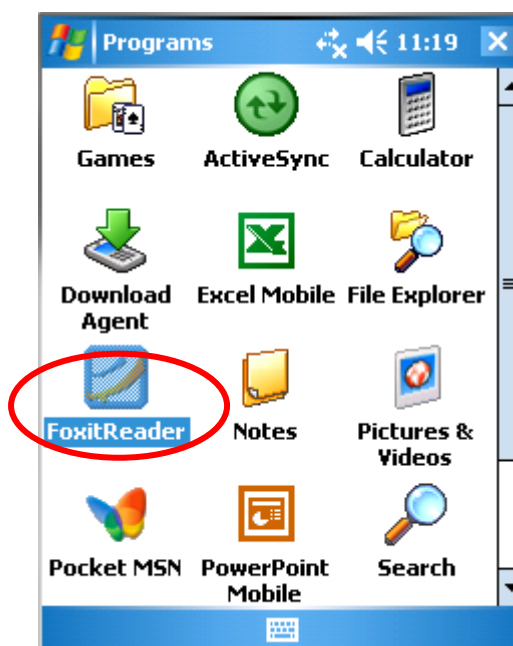 Programs 11:19
Games ActiveSync Calculator
Download Agent Excel Mobile File Explorer
FoxitReader Notes Pictures & Videos
Pocket MSN PowerPoint Mobile Search